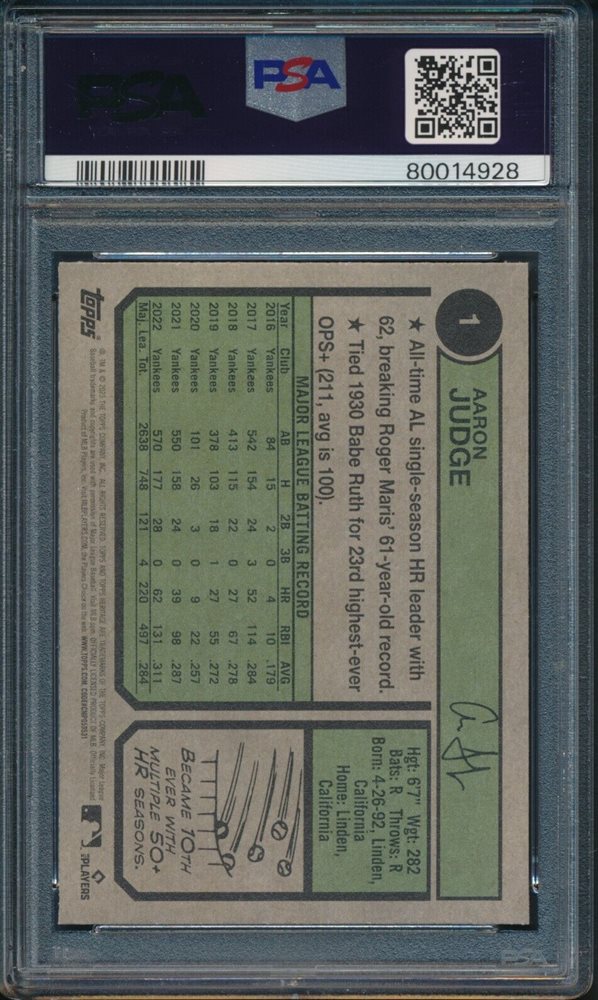 PSA
PSA
80014928
1
AARON
JUDGE
★ All-time AL single-season HR leader with
62, breaking Roger Maris' 61-year-old record.
★ Tied 1930 Babe Ruth for 23rd highest-ever
OPS+ (211, avg is 100).
MAJOR LEAGUE BATTING RECORD
Year Club AB H 2B 3B HR RBI AVG
2016 Yankees 84 15 2 0 4 10 .179
2017 Yankees 542 154 24 3 52 114 .284
2018 Yankees 413 115 22 0 27 67 .278
2019 Yankees 378 103 18 1 27 55 .272
2020 Yankees 101 26 3 0 9 22 .257
2021 Yankees 550 158 24 0 39 98 .287
2022 Yankees 570 177 28 0 62 131 .311
Maj. Lea. Tot. 2638 748 121 4 220 497 .284
Hgt: 6'7" Wgt: 282
Bats: R Throws: R
Born: 4-26-92, Linden,
California
Home: Linden,
California
BECAME 10TH
EVER WITH
MULTIPLE 50+
HR SEASONS.
topps
PLAYERS
PSA